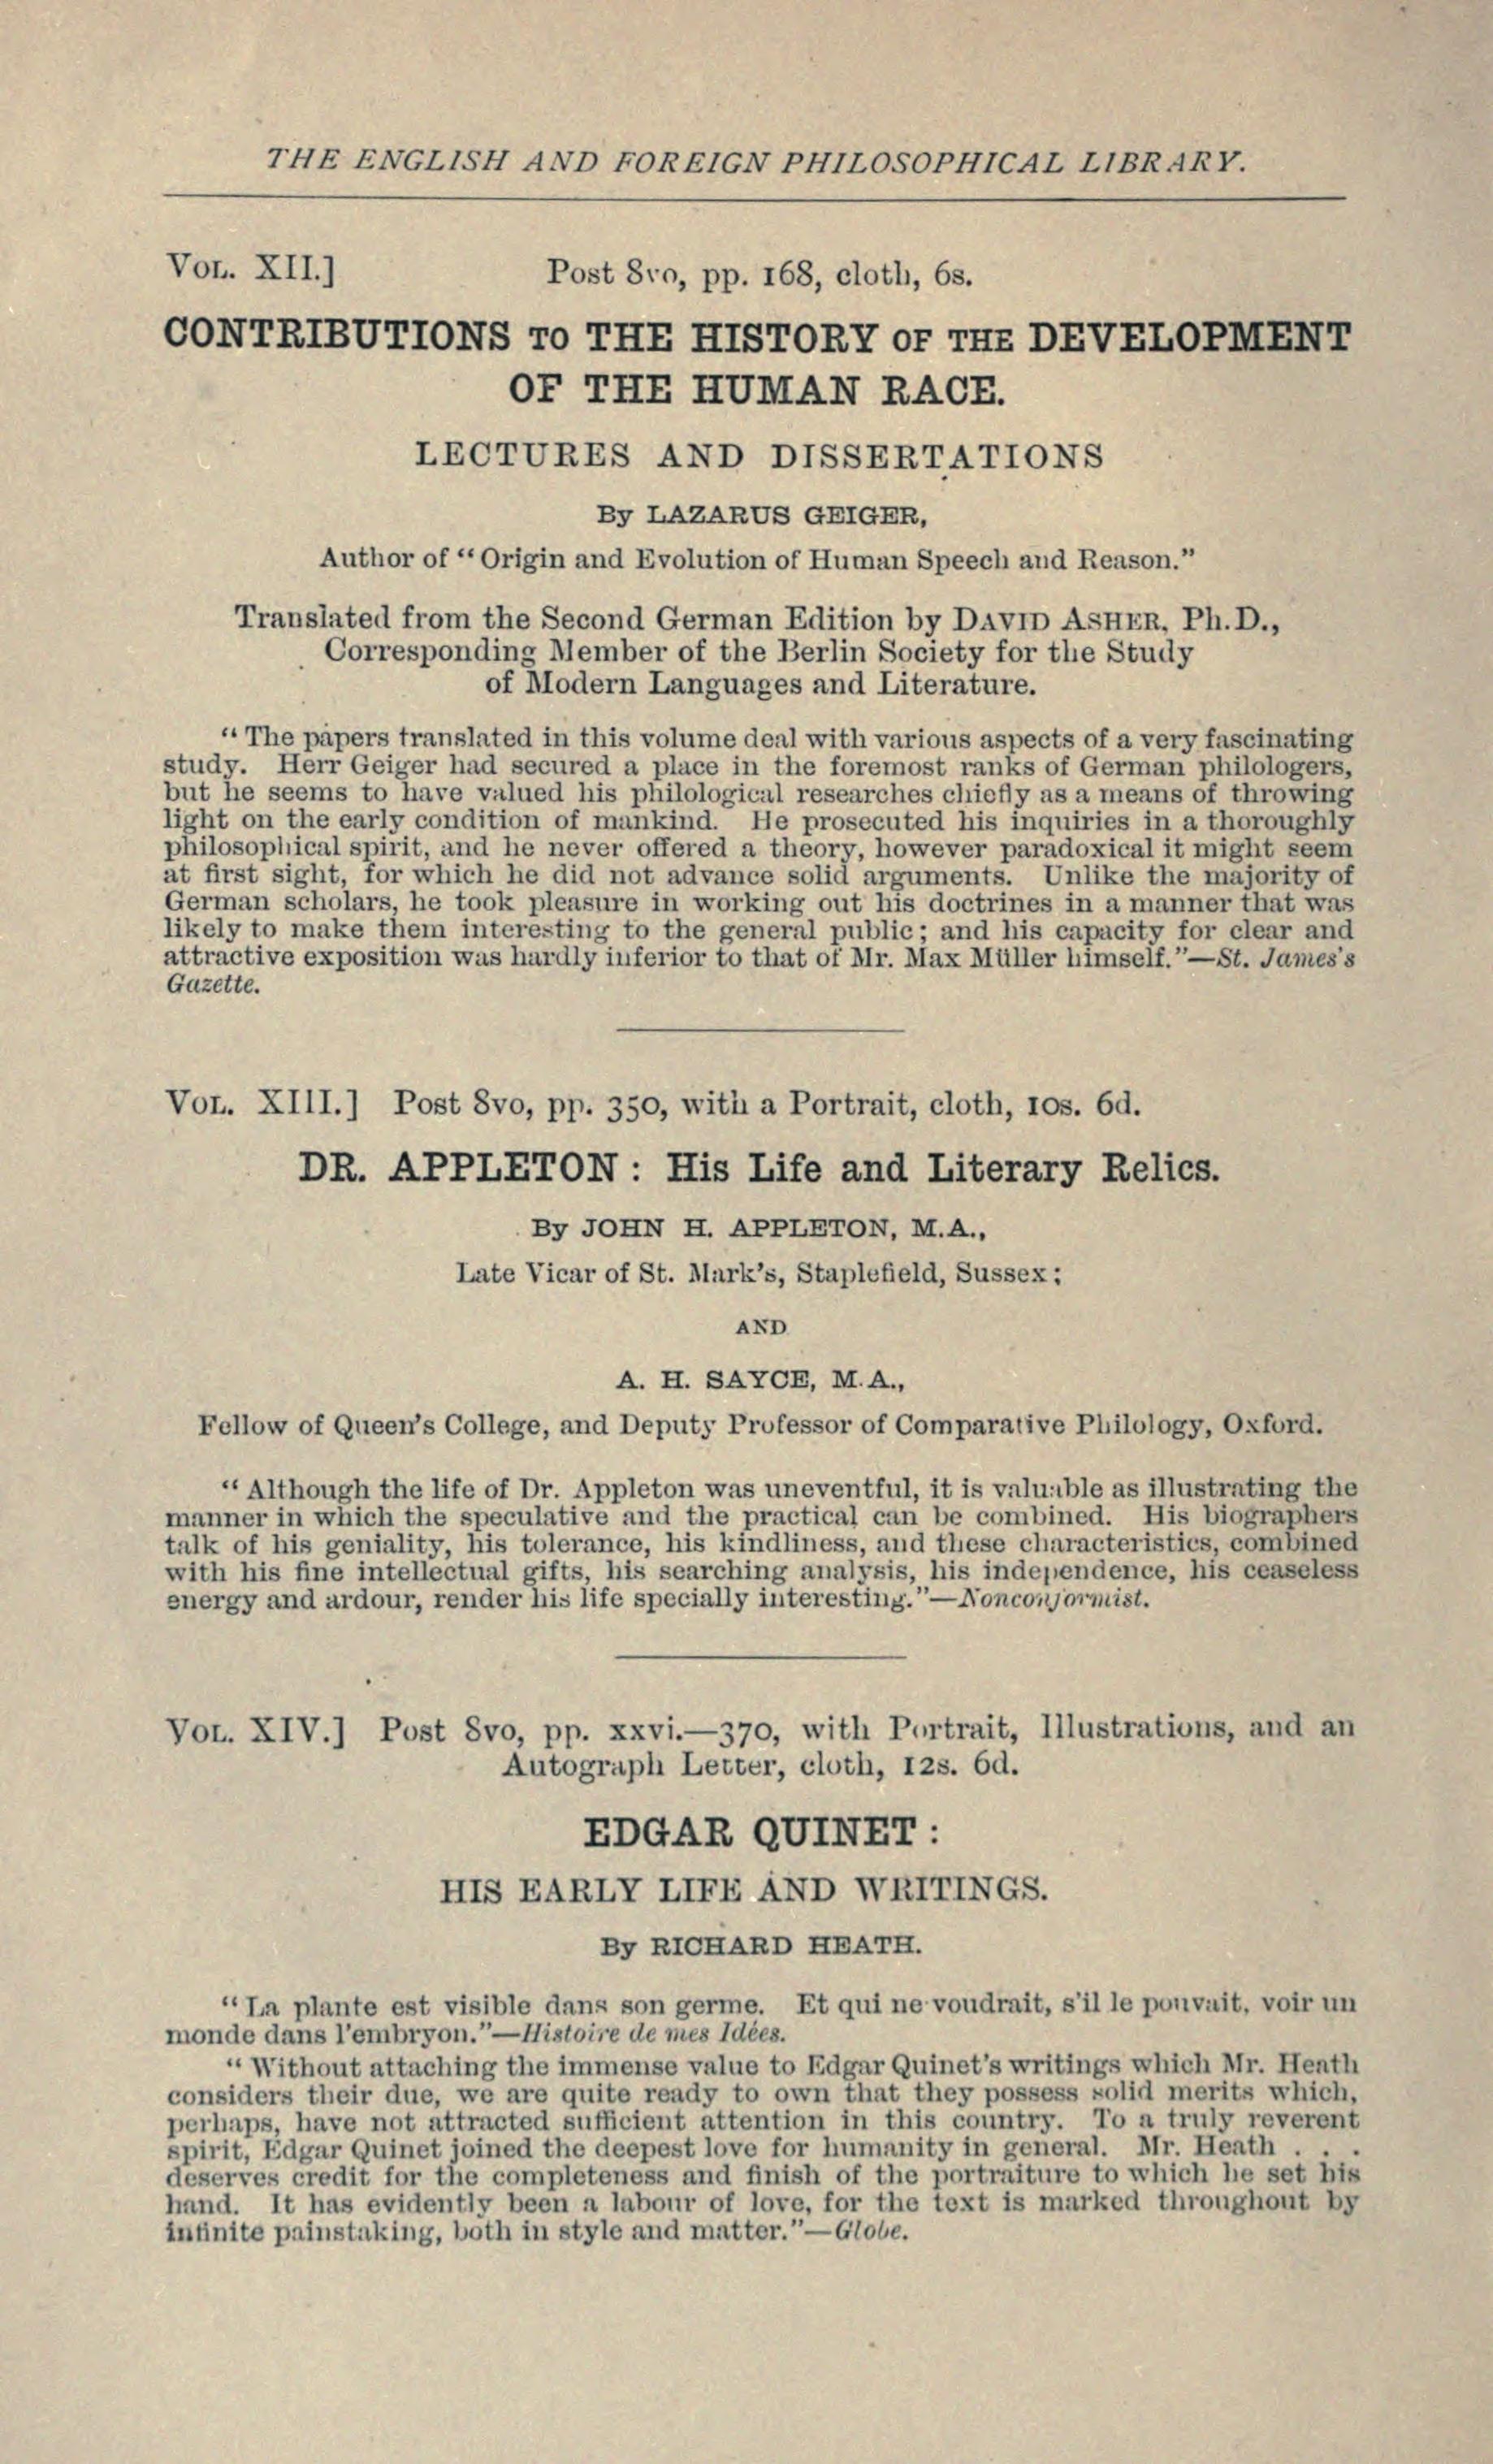 THE ENGLISH AND FOREIGN PHILOSOPHICAL LIBRARY.
VOL. XII.] Post 8vo, pp. 168, cloth, 6s.
CONTRIBUTIONS TO THE HISTORY OF THE DEVELOPMENT
OF THE HUMAN RACE.
LECTURES AND DISSERTATIONS
By LAZARUS GEIGER,
Author of “Origin and Evolution of Human Speech and Reason.”
Translated from the Second German Edition by DAVID ASHER, Ph.D.,
Corresponding Member of the Berlin Society for the Study
of Modern Languages and Literature.
“The papers translated in this volume deal with various aspects of a very fascinating
study. Herr Geiger had secured a place in the foremost ranks of German philologers,
but he seems to have valued his philological researches chiefly as a means of throwing
light on the early condition of mankind. He prosecuted his inquiries in a thoroughly
philosophical spirit, and he never offered a theory, however paradoxical it might seem
at first sight, for which he did not advance solid arguments. Unlike the majority of
German scholars, he took pleasure in working out his doctrines in a manner that was
likely to make them interesting to the general public; and his capacity for clear and
attractive exposition was hardly inferior to that of Mr. Max Müller himself.”—St. James's
Gazette.
VOL. XIII.] Post 8vo, pp. 350, with a Portrait, cloth, 10s. 6d.
DR. APPLETON : His Life and Literary Relics.
By JOHN H. APPLETON, M.A.,
Late Vicar of St. Mark's, Staplefield, Sussex;
AND
A. H. SAYCE, M.A.,
Fellow of Queen's College, and Deputy Professor of Comparative Philology, Oxford.
“Although the life of Dr. Appleton was uneventful, it is valuable as illustrating the
manner in which the speculative and the practical can be combined. His biographers
talk of his geniality, his tolerance, his kindliness, and these characteristics, combined
with his fine intellectual gifts, his searching analysis, his independence, his ceaseless
energy and ardour, render his life specially interesting.”—Nonconformist.
VOL. XIV.] Post 8vo, pp. xxvi.—370, with Portrait, Illustrations, and an
Autograph Letter, cloth, 12s. 6d.
EDGAR QUINET :
HIS EARLY LIFE AND WRITINGS.
By RICHARD HEATH.
“La plante est visible dans son germe. Et qui ne voudrait, s'il le pouvait, voir un
monde dans l'embryon.”—Histoire de mes Idées.
“Without attaching the immense value to Edgar Quinet's writings which Mr. Heath
considers their due, we are quite ready to own that they possess solid merits which,
perhaps, have not attracted sufficient attention in this country. To a truly reverent
spirit, Edgar Quinet joined the deepest love for humanity in general. Mr. Heath . . .
deserves credit for the completeness and finish of the portraiture to which he set his
hand. It has evidently been a labour of love, for the text is marked throughout by
infinite painstaking, both in style and matter.”—Globe.